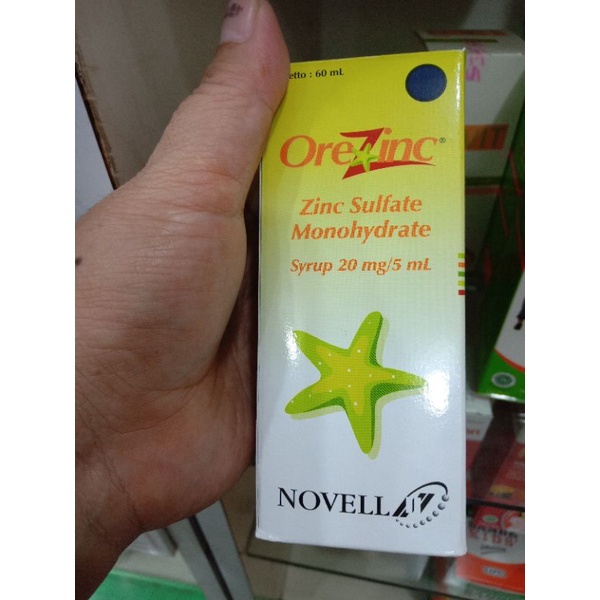 etto : 60 mL
OreZinc®
Zinc Sulfate
Monohydrate
Syrup 20 mg/5 mL
NOVELL